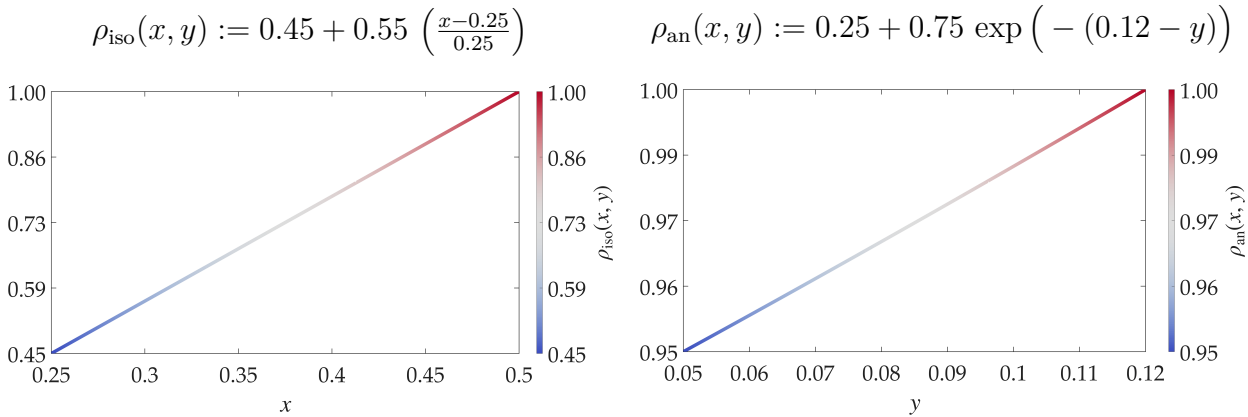 ρ_iso(x, y) := 0.45 + 0.55 (x−0.25/0.25)
1.00
0.86
0.73
0.59
0.45
0.25 0.3 0.35 0.4 0.45 0.5
x
1.00
0.86
0.73
0.59
0.45
ρ_iso(x, y)
ρ_an(x, y) := 0.25 + 0.75 exp ( − (0.12 − y))
1.00
0.99
0.97
0.96
0.95
0.05 0.06 0.07 0.08 0.09 0.1 0.11 0.12
y
1.00
0.99
0.97
0.96
0.95
ρ_an(x, y)